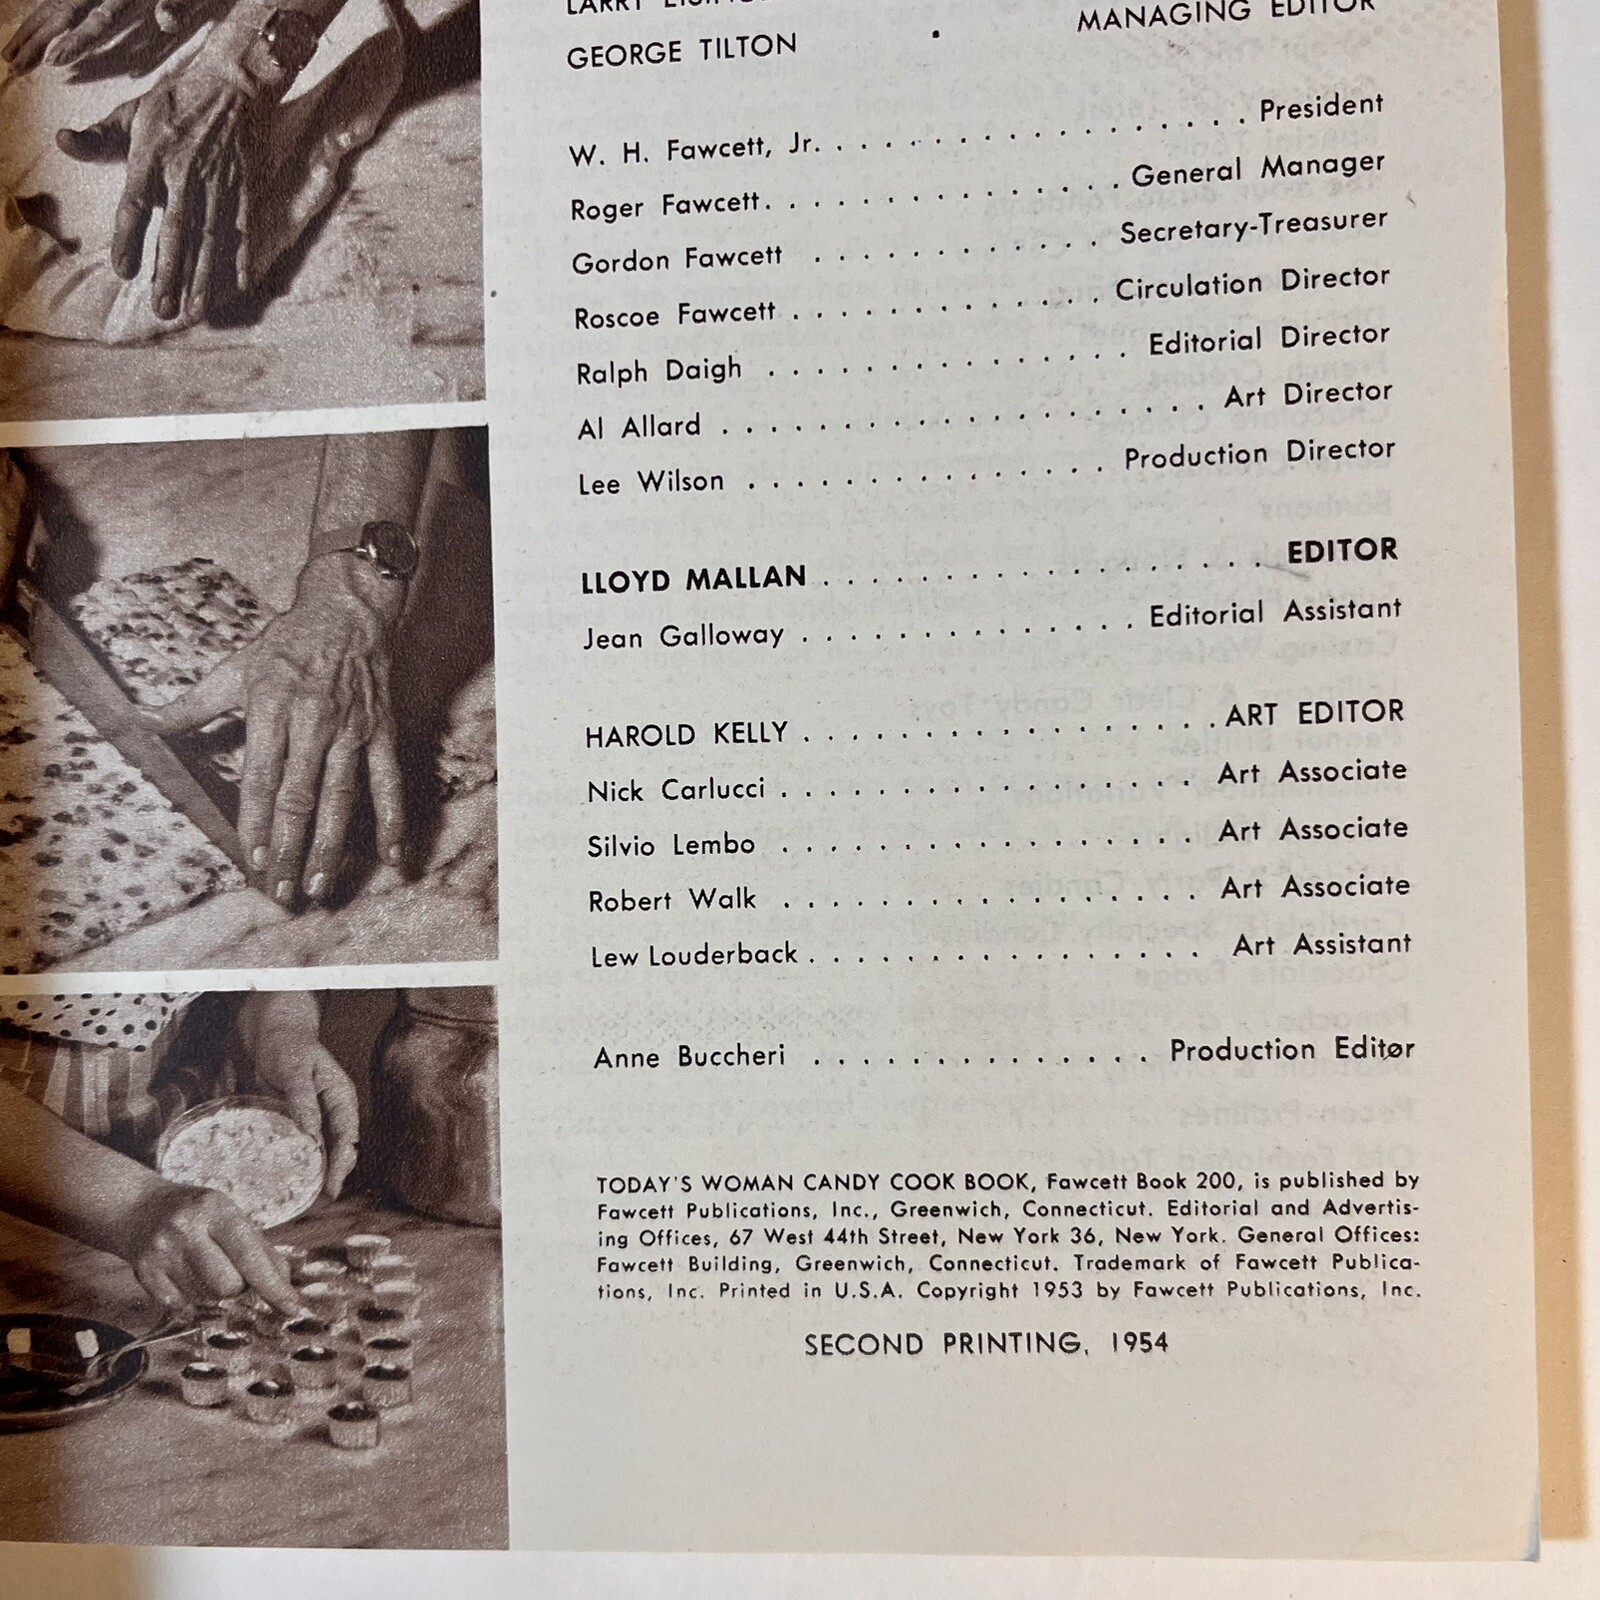 LARRY
GEORGE TILTON . MANAGING EDITOR
W. H. Fawcett, Jr. . . . . . . . . . . . . . . . . . . President
Roger Fawcett. . . . . . . . . . . . . . . . General Manager
Gordon Fawcett . . . . . . . . . . . . Secretary-Treasurer
Roscoe Fawcett . . . . . . . . . . . . . Circulation Director
Ralph Daigh . . . . . . . . . . . . . . . Editorial Director
Al Allard . . . . . . . . . . . . . . . . . . . . Art Director
Lee Wilson . . . . . . . . . . . . . . . Production Director
LLOYD MALLAN . . . . . . . . . . . . . . . . . . EDITOR
Jean Galloway . . . . . . . . . . . . . . Editorial Assistant
HAROLD KELLY . . . . . . . . . . . . . . . . . ART EDITOR
Nick Carlucci . . . . . . . . . . . . . . . . . Art Associate
Silvio Lembo . . . . . . . . . . . . . . . . . Art Associate
Robert Walk . . . . . . . . . . . . . . . . . Art Associate
Lew Louderback . . . . . . . . . . . . . . . . Art Assistant
Anne Buccheri . . . . . . . . . . . . . . Production Editor
TODAY'S WOMAN CANDY COOK BOOK, Fawcett Book 200, is published by
Fawcett Publications, Inc., Greenwich, Connecticut. Editorial and Advertis-
ing Offices, 67 West 44th Street, New York 36, New York. General Offices:
Fawcett Building, Greenwich, Connecticut. Trademark of Fawcett Publica-
tions, Inc. Printed in U.S.A. Copyright 1953 by Fawcett Publications, Inc.
SECOND PRINTING, 1954